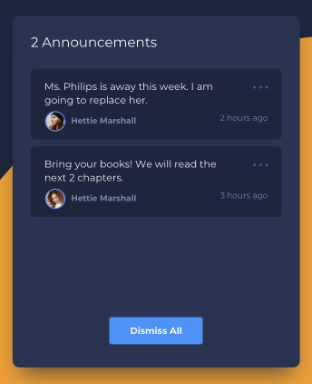 2 Announcements
Ms. Philips is away this week. I am
going to replace her.
Hettie Marshall
2 hours ago
Bring your books! We will read the
next 2 chapters.
Hettie Marshall
3 hours ago
Dismiss All